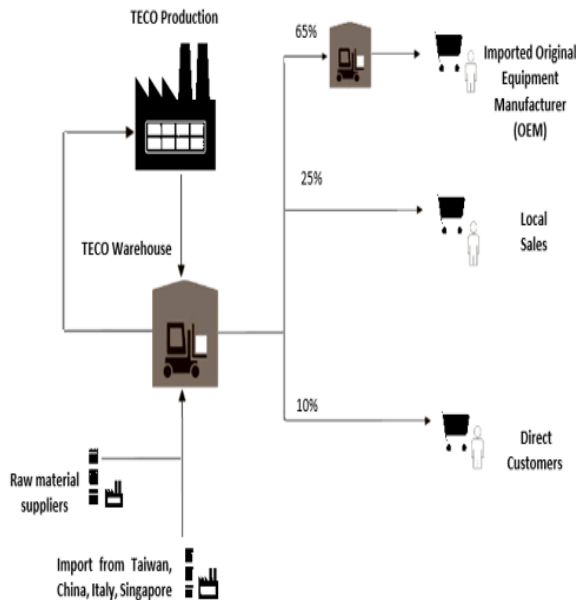 TECO Production
65%
Imported Original
Equipment
Manufacturer
(OEM)
25%
Local
Sales
TECO Warehouse
10%
Direct
Customers
Raw material
suppliers
Import from Taiwan,
China, Italy, Singapore